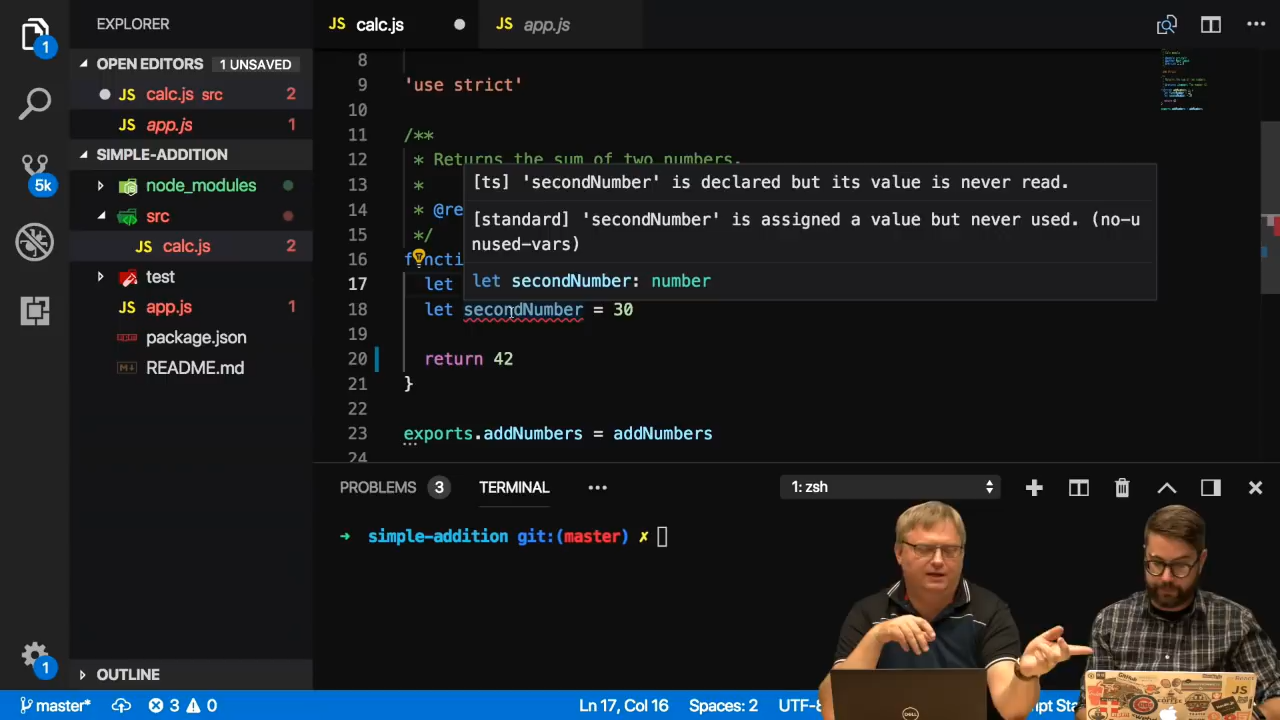 EXPLORER
JS calc.js
JS app.js
1
OPEN EDITORS 1 UNSAVED
JS calc.js src 2
JS app.js 1
SIMPLE-ADDITION
5k
node_modules
src
JS calc.js 2
test
JS app.js 1
package.json
README.md
OUTLINE
1
8
9 'use strict'
10
11 /**
12 * Returns the sum of two numbers.
13 *
14 * @re
15 */
16 functi
17 let
18 let secondNumber = 30
19
20 return 42
21 }
22
23 exports.addNumbers = addNumbers
24
[ts] 'secondNumber' is declared but its value is never read.
[standard] 'secondNumber' is assigned a value but never used. (no-u
nused-vars)
let secondNumber: number
PROBLEMS 3 TERMINAL ••• 1: zsh
➜ simple-addition git:(master) ✗
master* 3 0 Ln 17, Col 16 Spaces: 2 UTF-8
DELL
JS